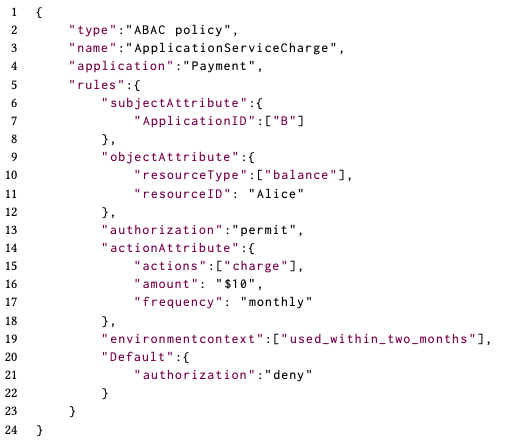 1 {
2 "type":"ABAC policy",
3 "name":"ApplicationServiceCharge",
4 "application":"Payment",
5 "rules":{
6 "subjectAttribute":{
7 "ApplicationID":["B"]
8 },
9 "objectAttribute":{
10 "resourceType":["balance"],
11 "resourceID": "Alice"
12 },
13 "authorization":"permit",
14 "actionAttribute":{
15 "actions":["charge"],
16 "amount": "$10",
17 "frequency": "monthly"
18 },
19 "environmentcontext":["used_within_two_months"],
20 "Default":{
21 "authorization":"deny"
22 }
23 }
24 }